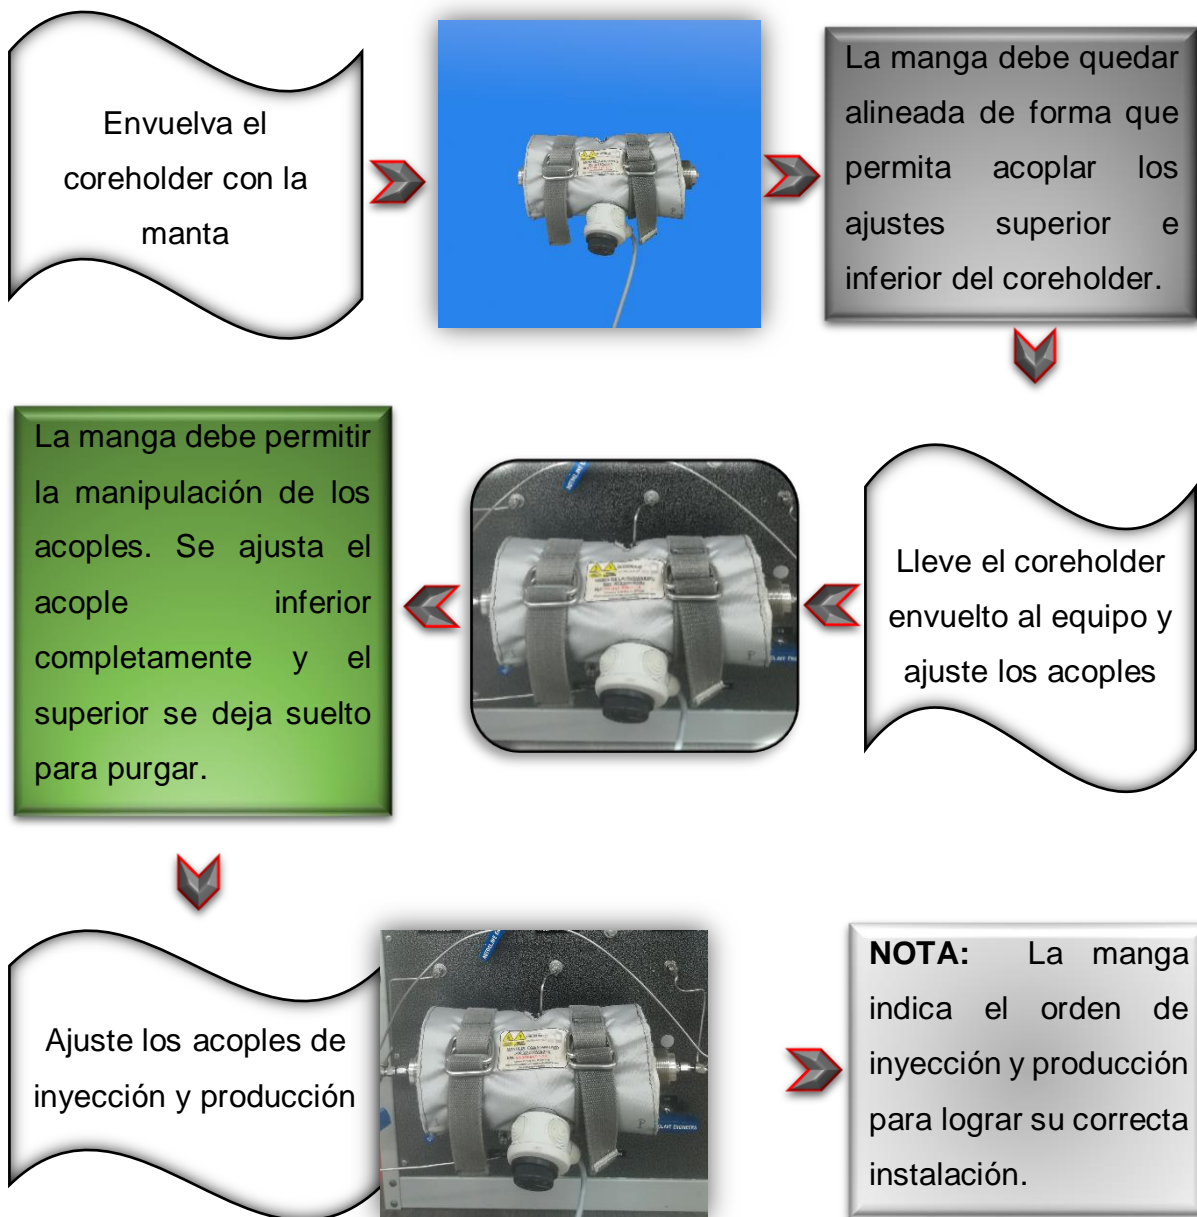 Envuelva el
coreholder con la
manta
La manga debe quedar
alineada de forma que
permita acoplar los
ajustes superior e
inferior del coreholder.
Lleve el coreholder
envuelto al equipo y
ajuste los acoples
La manga debe permitir
la manipulación de los
acoples. Se ajusta el
acople inferior
completamente y el
superior se deja suelto
para purgar.
Ajuste los acoples de
inyección y producción
NOTA: La manga
indica el orden de
inyección y producción
para lograr su correcta
instalación.